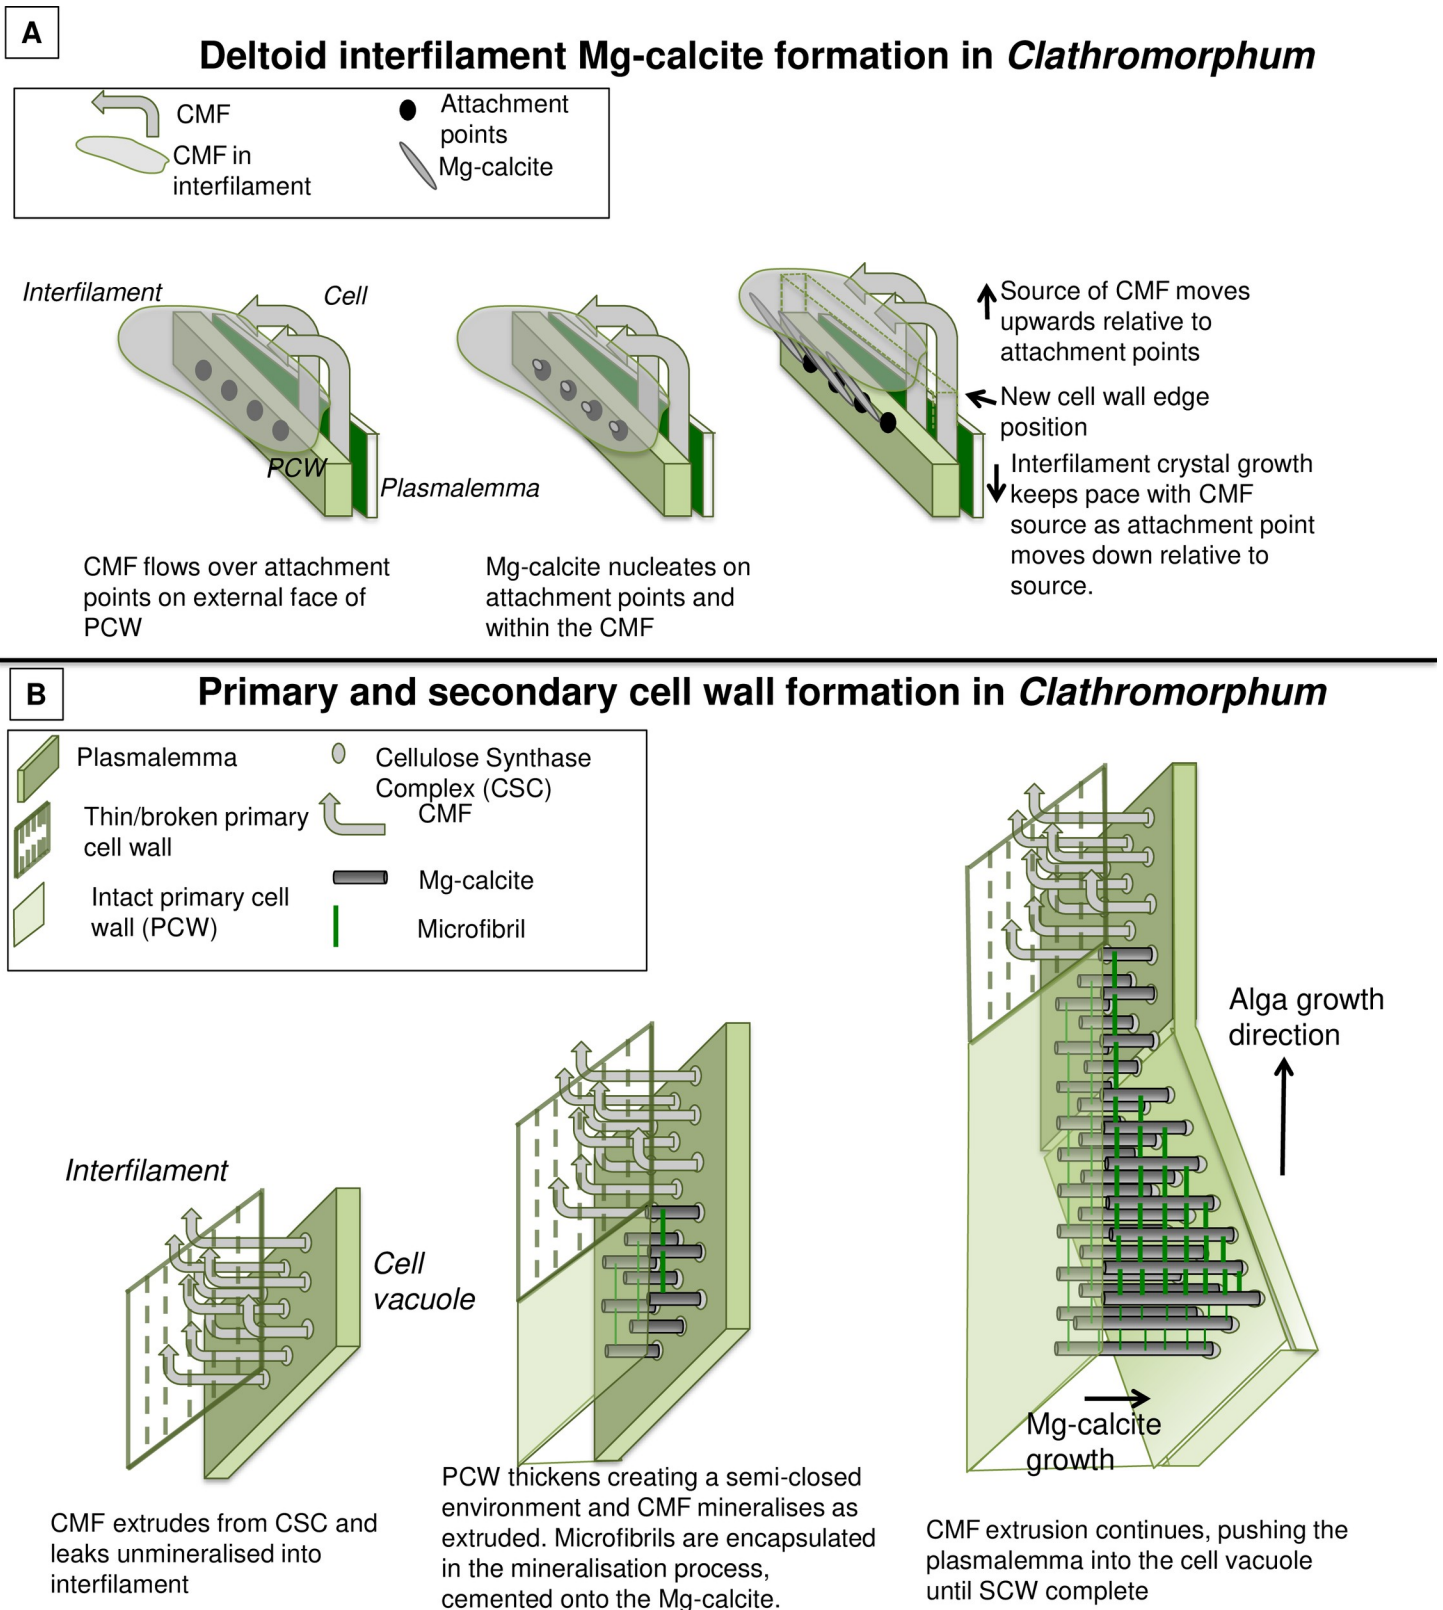 A
Deltoid interfilament Mg-calcite formation in Clathromorphum
CMF
CMF in
interfilament
Attachment
points
Mg-calcite
Interfilament
Cell
PCW
Plasmalemma
CMF flows over attachment
points on external face of
PCW
Mg-calcite nucleates on
attachment points and
within the CMF
Source of CMF moves
upwards relative to
attachment points
New cell wall edge
position
Interfilament crystal growth
keeps pace with CMF
source as attachment point
moves down relative to
source.
B
Primary and secondary cell wall formation in Clathromorphum
Plasmalemma
Thin/broken primary
cell wall
Intact primary cell
wall (PCW)
Cellulose Synthase
Complex (CSC)
CMF
Mg-calcite
Microfibril
Interfilament
Cell
vacuole
Alga growth
direction
Mg-calcite
growth
CMF extrudes from CSC and
leaks unmineralised into
interfilament
PCW thickens creating a semi-closed
environment and CMF mineralises as
extruded. Microfibrils are encapsulated
in the mineralisation process,
cemented onto the Mg-calcite.
CMF extrusion continues, pushing the
plasmalemma into the cell vacuole
until SCW complete